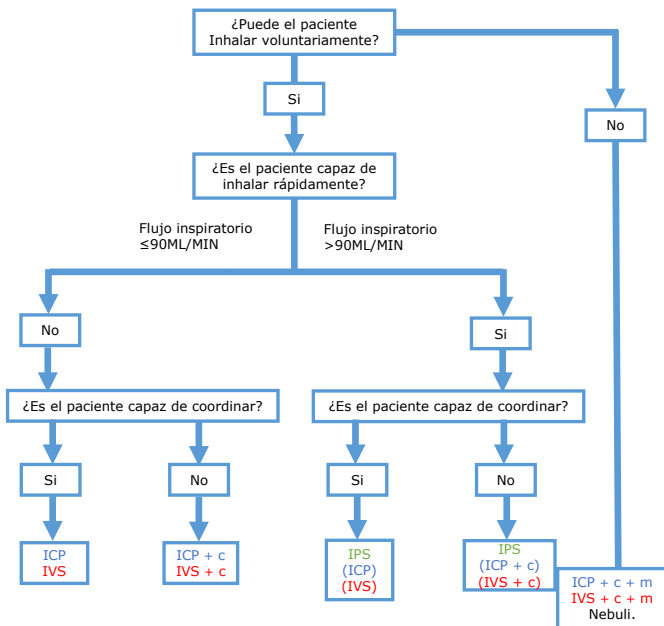 ¿Puede el paciente
Inhalar voluntariamente?
Si
No
¿Es el paciente capaz de
inhalar rápidamente?
Flujo inspiratorio
≤90ML/MIN
Flujo inspiratorio
>90ML/MIN
No
Si
¿Es el paciente capaz de coordinar?
¿Es el paciente capaz de coordinar?
Si
No
Si
No
ICP
IVS
ICP + c
IVS + c
IPS
(ICP)
(IVS)
IPS
(ICP + c)
(IVS + c)
ICP + c + m
IVS + c + m
Nebuli.